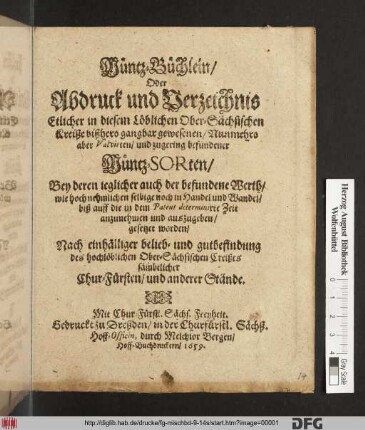 Müntz-Büchlein/
Oder
Abdruck und Verzeichnis
Etlicher in diesem Löblichen Ober-Sächsischen
Kreiße bißhero gangbar gewesenen/ Nunmehro
aber und zugering befundener
Müntz-SORten/
Bey deren ieglicher auch der befundene Werth/
wie hoch nehmlichen selbige noch in Handel und Wandel/
biß auff die in dem Patent determinirte Zeit
anzunehmen und auszugeben/
gesetzet worden/
Nach einhälliger belieb- und gutbefindung
des hochlöblichen Ober-Sächsischen Creißes
sämbtlicher
Chur-Fürsten/ und anderer Stände.
Mit Chur Fürstl. Sächs. Freyheit.
Gedruckt zu Dreßden/ in der Churfürstl. Sächß.
Hoff-Officin, durch Melchior Bergen/
Hoff-Buchdruckern/ 1659.
Herzog August Bibliothek
Wolfenbüttel
http://diglib.hab.de/drucke/fg-mischbd-9-14s/start.htm?image=00001
DFG